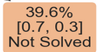 39.6%
[0.7, 0.3]
Not Solved